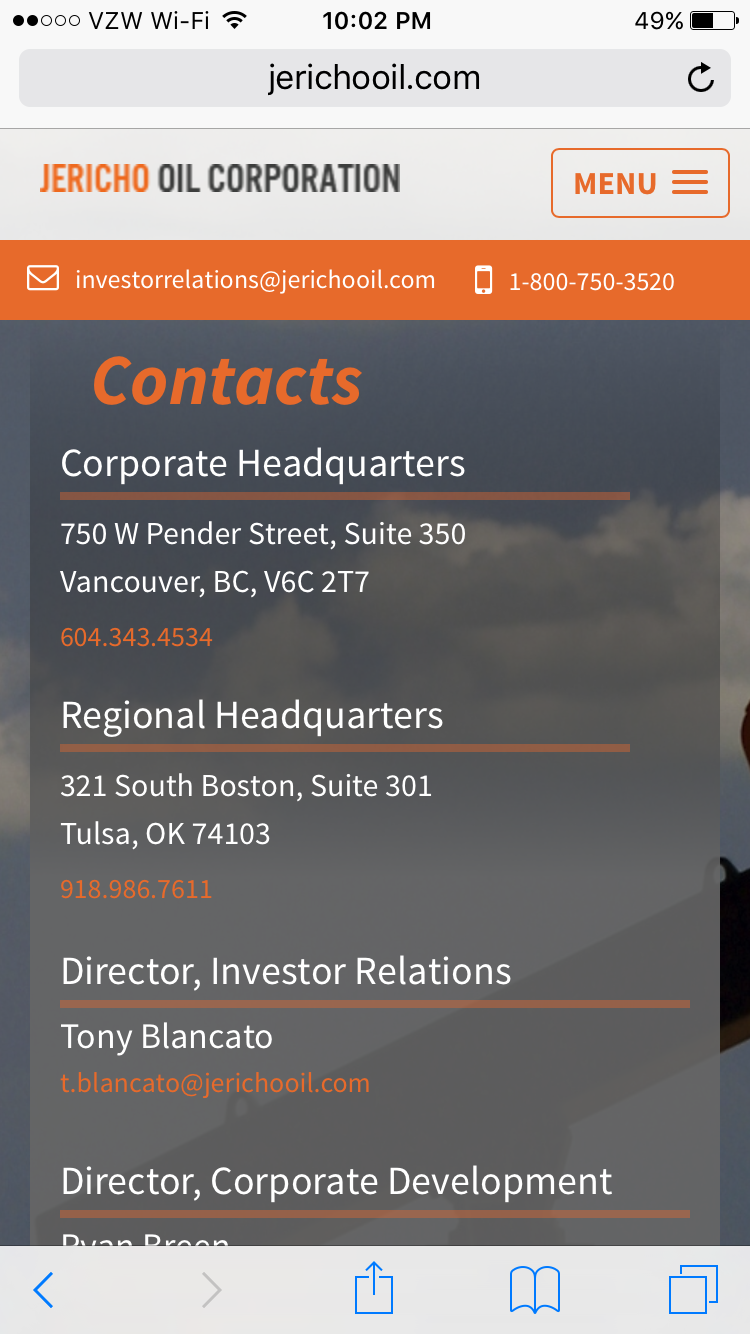 VZW Wi-Fi 10:02 PM 49%
jerichooil.com
JERICHO OIL CORPORATION MENU
investorrelations@jerichooil.com 1-800-750-3520
Contacts
Corporate Headquarters
750 W Pender Street, Suite 350
Vancouver, BC, V6C 2T7
604.343.4534
Regional Headquarters
321 South Boston, Suite 301
Tulsa, OK 74103
918.986.7611
Director, Investor Relations
Tony Blancato
t.blancato@jerichooil.com
Director, Corporate Development
Ryan Breen